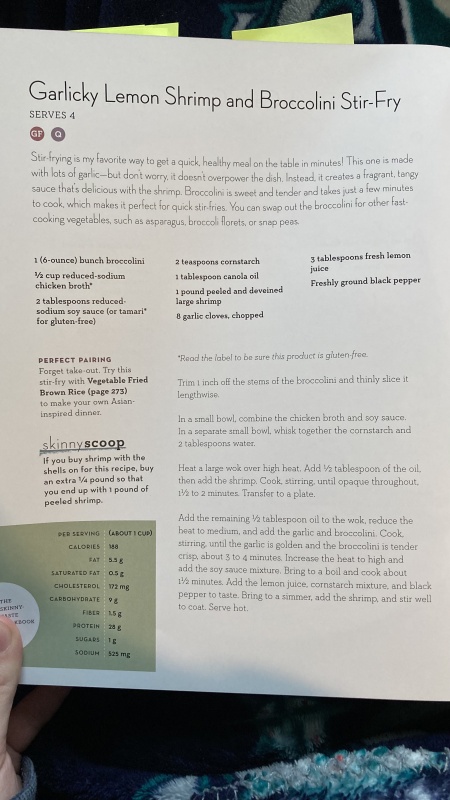 Garlicky Lemon Shrimp and Broccolini Stir-Fry
SERVES 4
GF Q
Stir-frying is my favorite way to get a quick, healthy meal on the table in minutes! This one is made
with lots of garlic—but don't worry, it doesn't overpower the dish. Instead, it creates a fragrant, tangy
sauce that's delicious with the shrimp. Broccolini is sweet and tender and takes just a few minutes
to cook, which makes it perfect for quick stir-fries. You can swap out the broccolini for other fast-
cooking vegetables, such as asparagus, broccoli florets, or snap peas.
1 (6-ounce) bunch broccolini
½ cup reduced-sodium
chicken broth*
2 tablespoons reduced-
sodium soy sauce (or tamari*
for gluten-free)
2 teaspoons cornstarch
1 tablespoon canola oil
1 pound peeled and deveined
large shrimp
8 garlic cloves, chopped
3 tablespoons fresh lemon
juice
Freshly ground black pepper
PERFECT PAIRING
Forget take-out. Try this
stir-fry with Vegetable Fried
Brown Rice (page 273)
to make your own Asian-
inspired dinner.
skinnyscoop
If you buy shrimp with the
shells on for this recipe, buy
an extra ¼ pound so that
you end up with 1 pound of
peeled shrimp.
PER SERVING (ABOUT 1 CUP)
CALORIES 188
FAT 5.5 g
SATURATED FAT 0.5 g
CHOLESTEROL 172 mg
CARBOHYDRATE 9 g
FIBER 1.5 g
PROTEIN 28 g
SUGARS 1 g
SODIUM 525 mg
THE
SKINNY-
*Read the label to be sure this product is gluten-free.
Trim 1 inch off the stems of the broccolini and thinly slice it
lengthwise.
In a small bowl, combine the chicken broth and soy sauce.
In a separate small bowl, whisk together the cornstarch and
2 tablespoons water.
Heat a large wok over high heat. Add ½ tablespoon of the oil,
then add the shrimp. Cook, stirring, until opaque throughout,
1½ to 2 minutes. Transfer to a plate.
Add the remaining ½ tablespoon oil to the wok, reduce the
heat to medium, and add the garlic and broccolini. Cook,
stirring, until the garlic is golden and the broccolini is tender
crisp, about 3 to 4 minutes. Increase the heat to high and
add the soy sauce mixture. Bring to a boil and cook about
1½ minutes. Add the lemon juice, cornstarch mixture, and black
pepper to taste. Bring to a simmer, add the shrimp, and stir well
to coat. Serve hot.